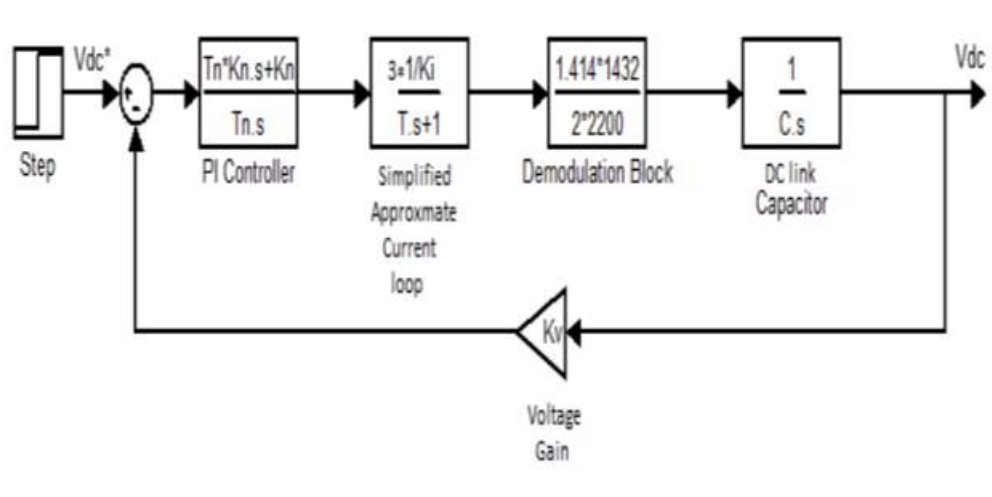 Vdc*
Vdc
Tn*Kn.s+Kn
Tn.s
3*1/Ki
T.s+1
1.414*1432
2*2200
1
C.s
+
-
Step
PI Controller
Simplified
Approxmate
Current
loop
Demodulation Block
DC link
Capacitor
Kv
Voltage
Gain